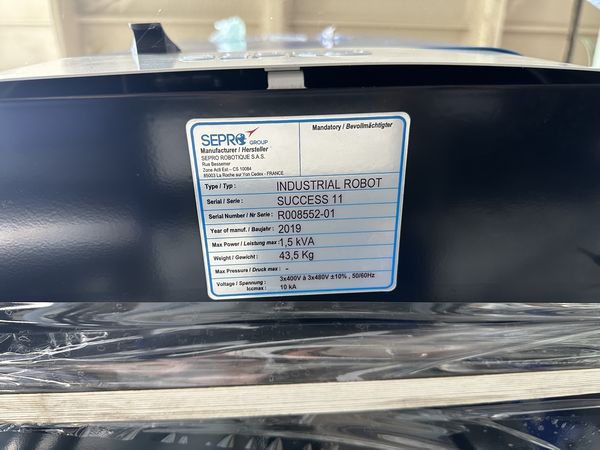 SEPRO GROUP
Manufacturer / Hersteller
SEPRO ROBOTIQUE S.A.S.
Rue Bessemer
Zone Acti Est - CS 10084
85003 La Roche sur Yon Cedex - FRANCE
Mandatory / Bevollmächtigter
Type / Typ : INDUSTRIAL ROBOT
Serial / Serie : SUCCESS 11
Serial Number / Nr Serie : R008552-01
Year of manuf. / Baujahr : 2019
Max Power / Leistung max : 1,5 kVA
Weight / Gewicht : 43,5 Kg
Max Pressure / Druck max : -
Voltage / Spannung : 3x400V à 3x480V ±10% , 50/60Hz
Iccmax : 10 kA